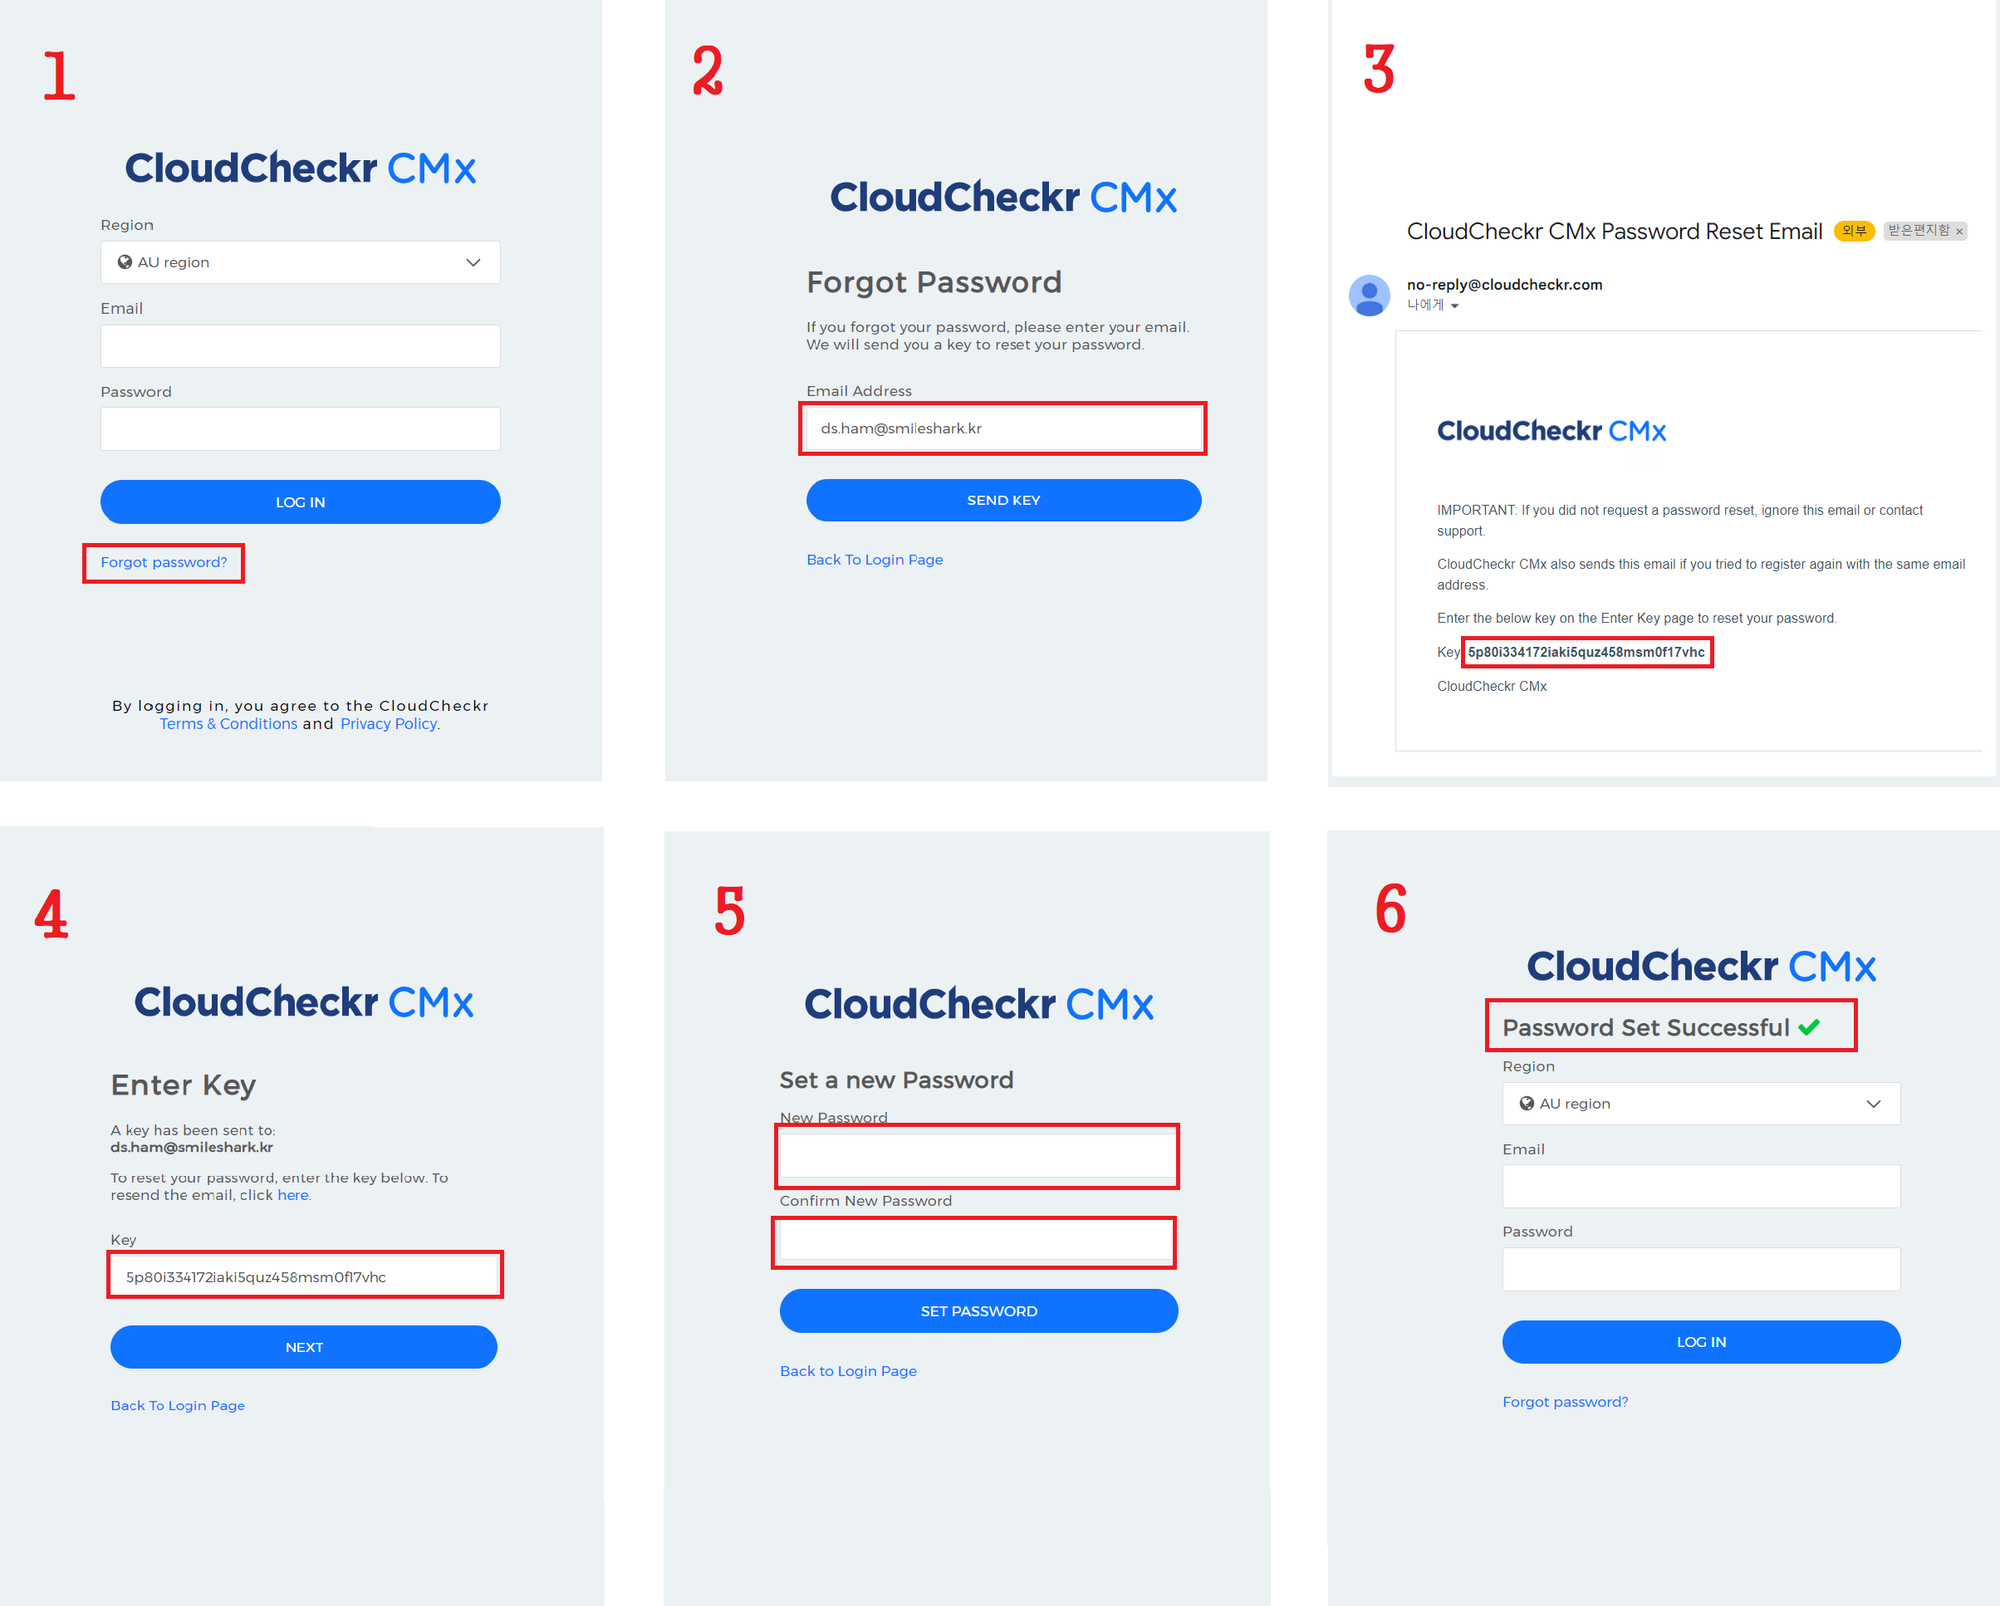 1
CloudCheckr CMx
Region
AU region
Email
Password
LOG IN
Forgot password?
By logging in, you agree to the CloudCheckr
Terms & Conditions and Privacy Policy.
2
CloudCheckr CMx
Forgot Password
If you forgot your password, please enter your email.
We will send you a key to reset your password.
Email Address
ds.ham@smileshark.kr
SEND KEY
Back To Login Page
3
CloudCheckr CMx Password Reset Email 외부 받은편지함 ×
no-reply@cloudcheckr.com
나에게
CloudCheckr CMx
IMPORTANT: If you did not request a password reset, ignore this email or contact
support.
CloudCheckr CMx also sends this email if you tried to register again with the same email
address.
Enter the below key on the Enter Key page to reset your password.
Key 5p80i334172iaki5quz458msm0f17vhc
CloudCheckr CMx
4
CloudCheckr CMx
Enter Key
A key has been sent to:
ds.ham@smileshark.kr
To reset your password, enter the key below. To
resend the email, click here.
Key
5p80i334172iaki5quz458msm0f17vhc
NEXT
Back To Login Page
5
CloudCheckr CMx
Set a new Password
New Password
Confirm New Password
SET PASSWORD
Back to Login Page
6
CloudCheckr CMx
Password Set Successful
Region
AU region
Email
Password
LOG IN
Forgot password?